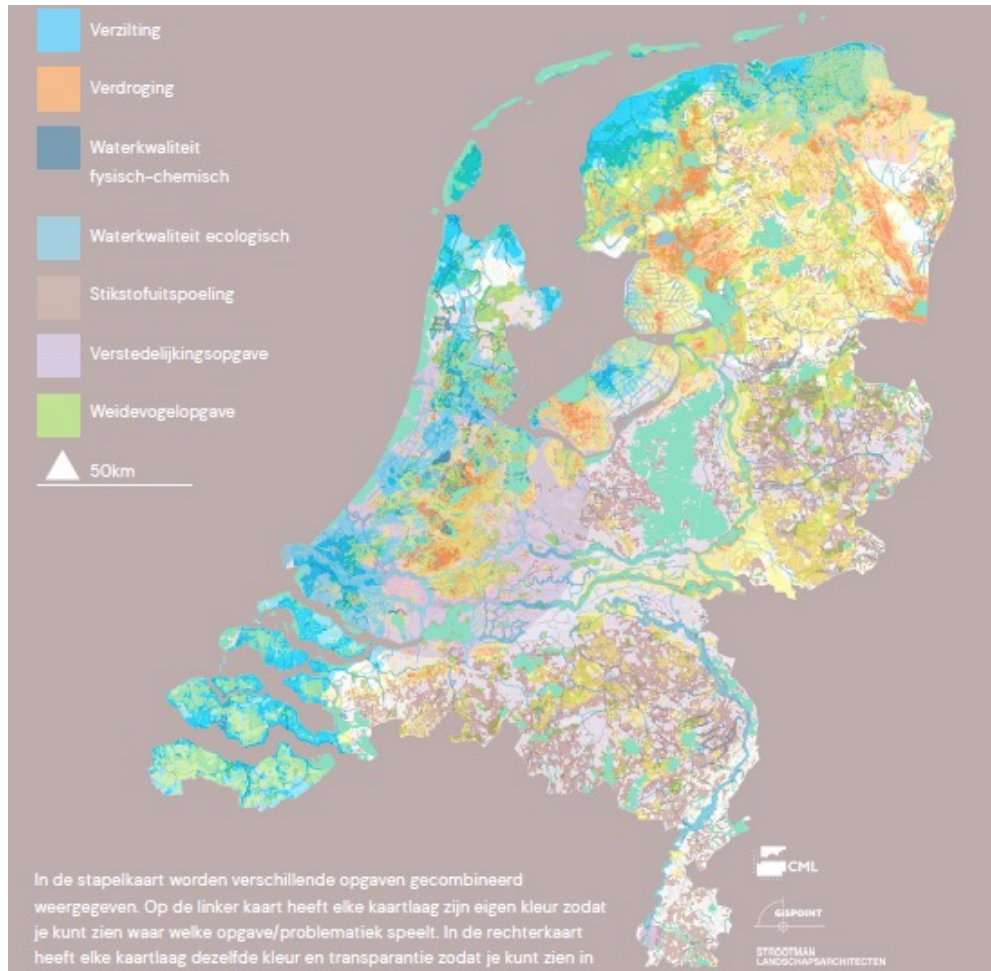 Verzilting
Verdroging
Waterkwaliteit
fysisch-chemisch
Waterkwaliteit ecologisch
Stikstofuitspoeling
Verstedelijkingsopgave
Weidevogelopgave
50km
In de stapelkaart worden verschillende opgaven gecombineerd
weergegeven. Op de linker kaart heeft elke kaartlaag zijn eigen kleur zodat
je kunt zien waar welke opgave/problematiek speelt. In de rechterkaart
heeft elke kaartlaag dezelfde kleur en transparantie zodat je kunt zien in
CML
GISPOINT
STROOTMAN
LANDSCHAPSARCHITECTEN